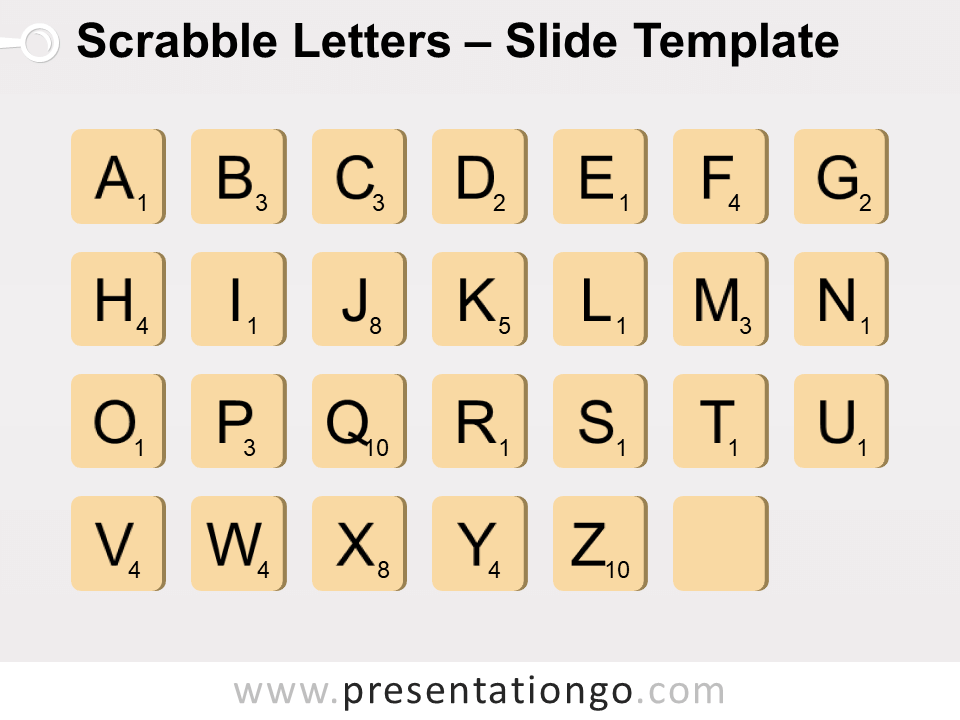 Scrabble Letters – Slide Template
A1 B3 C3 D2 E1 F4 G2
H4 I1 J8 K5 L1 M3 N1
O1 P3 Q10 R1 S1 T1 U1
V4 W4 X8 Y4 Z10
www.presentationgo.com